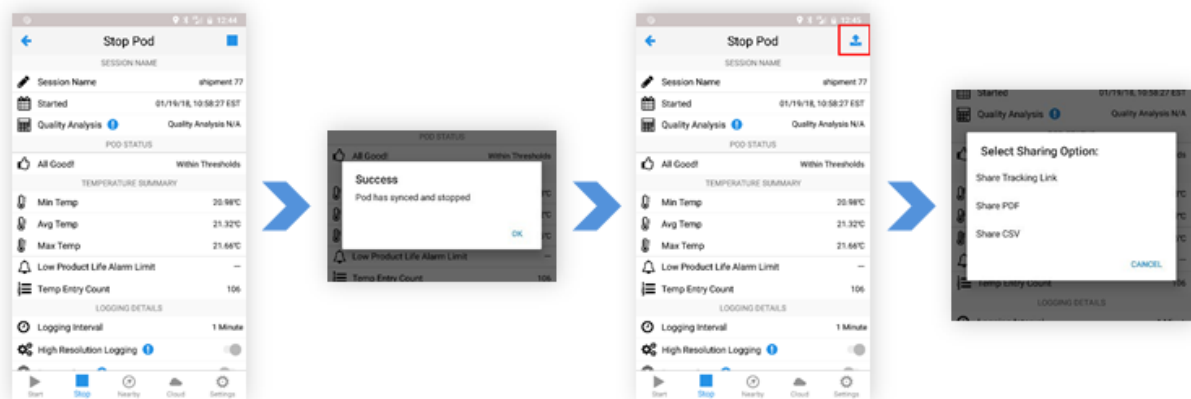 12:44
Stop Pod
SESSION NAME
Session Name shipment 77
Started 01/19/18, 10:58:27 EST
Quality Analysis Quality Analysis N/A
POD STATUS
All Good! Within Thresholds
TEMPERATURE SUMMARY
Min Temp 20.98°C
Avg Temp 21.32°C
Max Temp 21.66°C
Low Product Life Alarm Limit —
Temp Entry Count 106
LOGGING DETAILS
Logging Interval 1 Minute
High Resolution Logging
Start Stop Nearby Cloud Settings
POD STATUS
All Good! Within Thresholds
Success
Pod has synced and stopped
OK
Low Product Life Alarm Limit
Temp Entry Count 106
12:45
Stop Pod
SESSION NAME
Session Name shipment 77
Started 01/19/18, 10:58:27 EST
Quality Analysis Quality Analysis N/A
POD STATUS
All Good! Within Thresholds
TEMPERATURE SUMMARY
Min Temp 20.98°C
Avg Temp 21.32°C
Max Temp 21.66°C
Low Product Life Alarm Limit —
Temp Entry Count 106
LOGGING DETAILS
Logging Interval 1 Minute
High Resolution Logging
Start Stop Nearby Cloud Settings
Started 01/19/18, 10:58:27 EST
Quality Analysis Quality Analysis N/A
Select Sharing Option:
Share Tracking Link
Share PDF
Share CSV
CANCEL
Temp Entry Count 106
LOGGING DETAILS